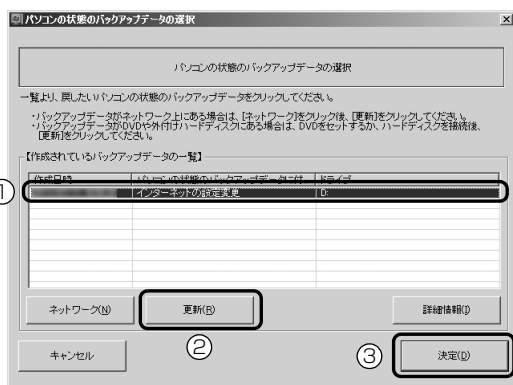 パソコンの状態のバックアップデータの選択
パソコンの状態のバックアップデータの選択
一覧より、戻したいパソコンの状態のバックアップデータをクリックしてください。
・バックアップデータがネットワーク上にある場合は、[ネットワーク]をクリック後、[更新]をクリックしてください。
・バックアップデータがDVDや外付けハードディスクにある場合は、DVDをセットするか、ハードディスクを接続後、
[更新]をクリックしてください。
【作成されているバックアップデータの一覧】
作成日時 パソコンの状態のバックアップデータに付 ドライブ
① インターネットの設定変更 D:
ネットワーク(N) 更新(R) 詳細情報(I)
②
キャンセル ③ 決定(D)